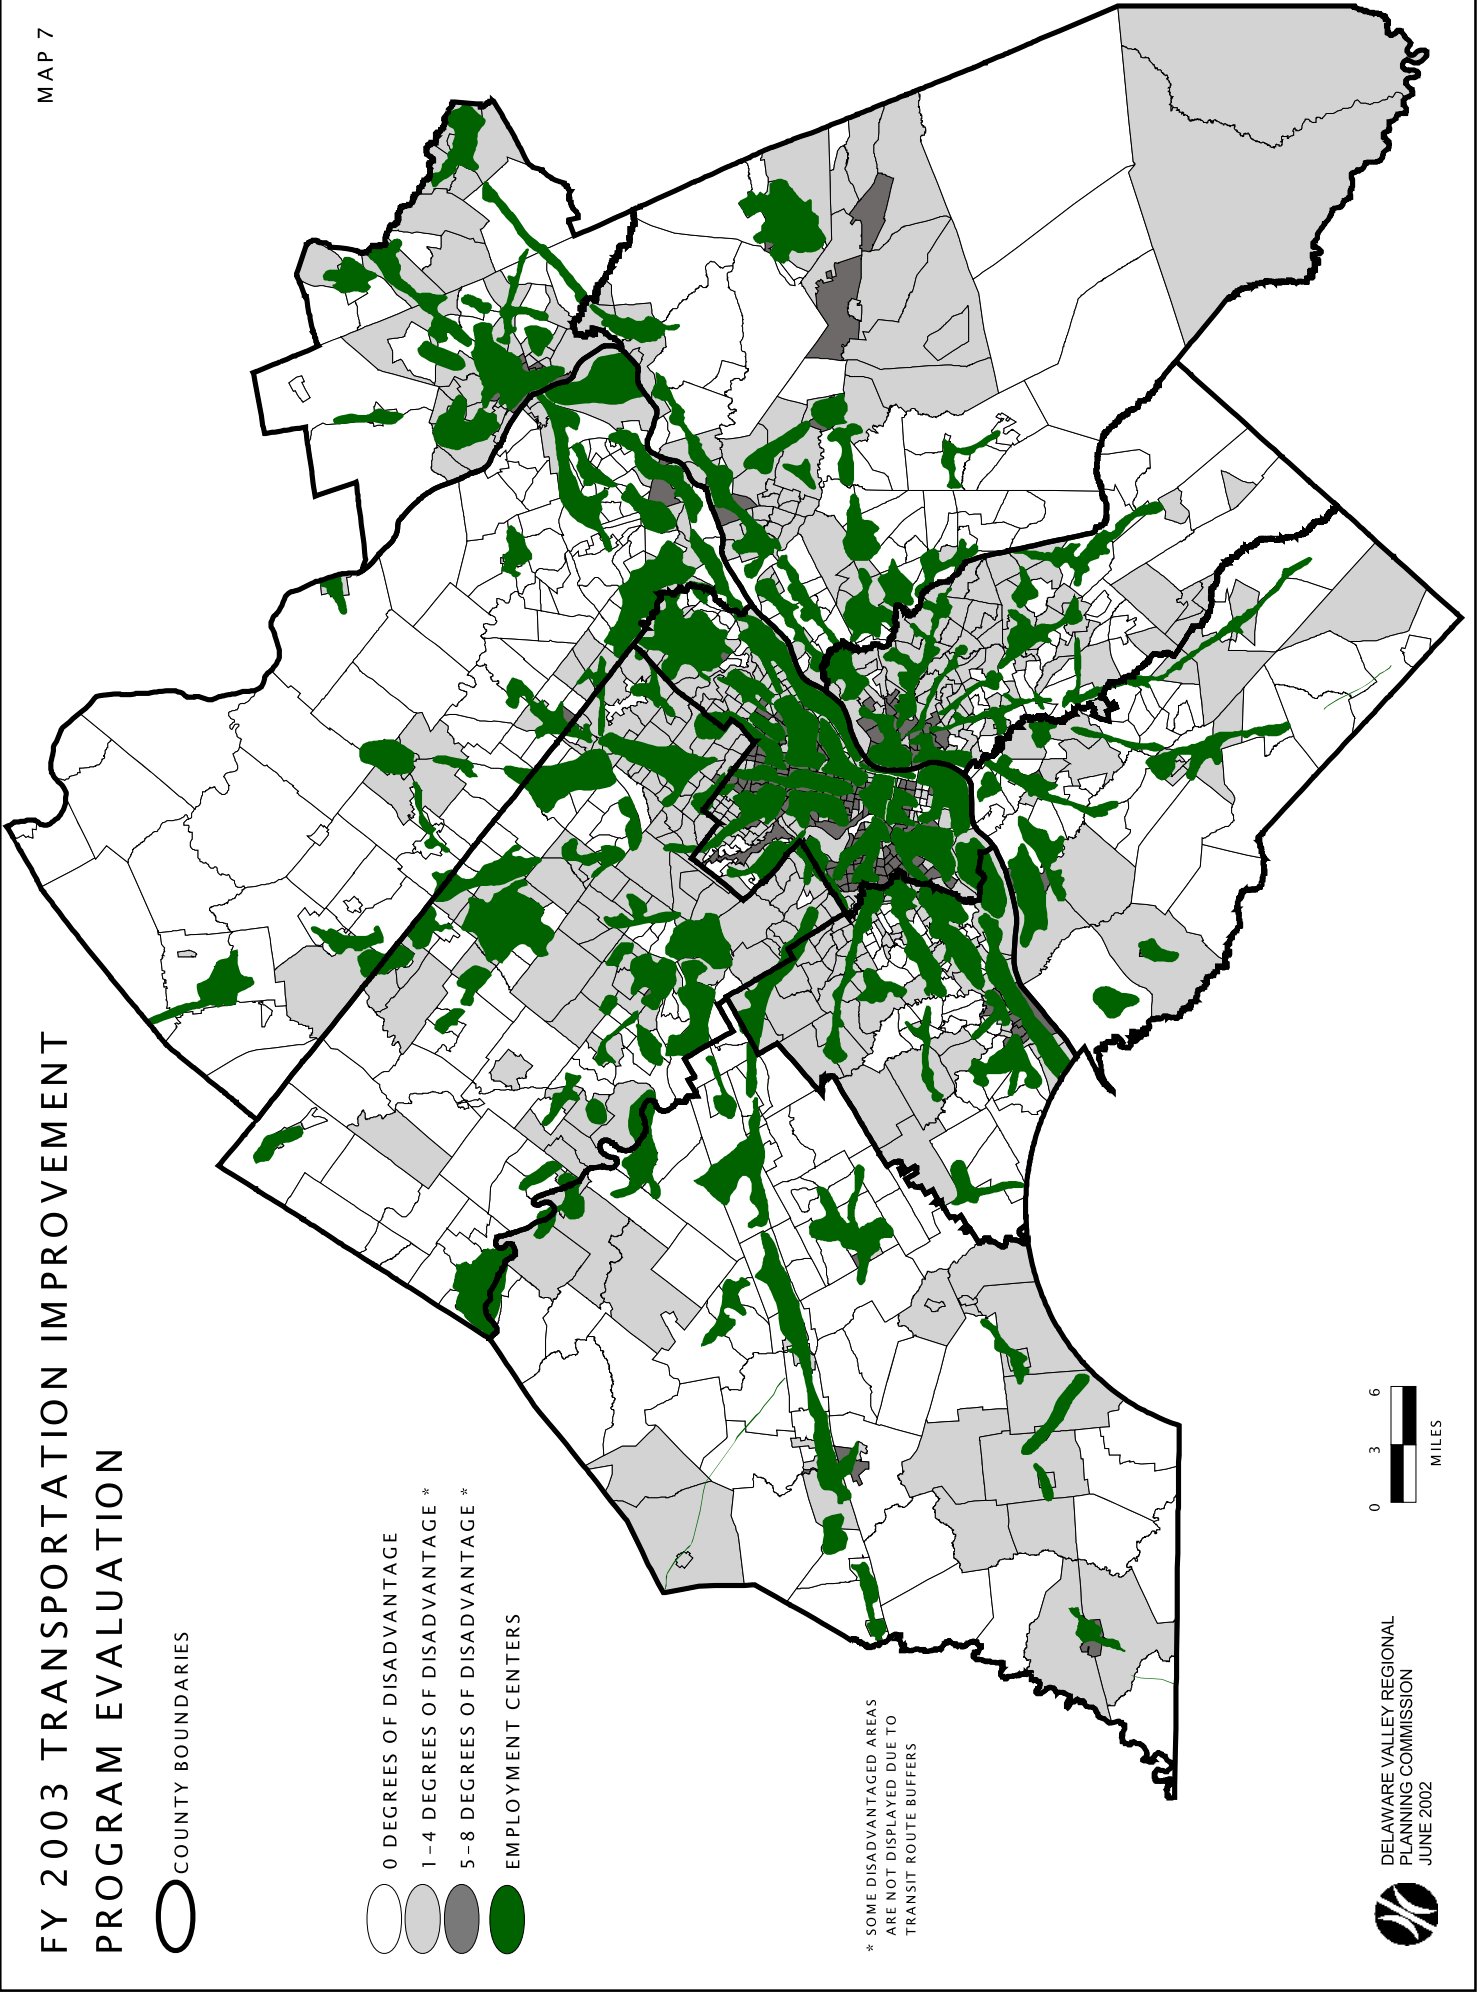 MAP 7
FY 2003 TRANSPORTATION IMPROVEMENT
PROGRAM EVALUATION
COUNTY BOUNDARIES
0 DEGREES OF DISADVANTAGE
1-4 DEGREES OF DISADVANTAGE *
5-8 DEGREES OF DISADVANTAGE *
EMPLOYMENT CENTERS
* SOME DISADVANTAGED AREAS
ARE NOT DISPLAYED DUE TO
TRANSIT ROUTE BUFFERS
0 3 6
MILES
DELAWARE VALLEY REGIONAL
PLANNING COMMISSION
JUNE 2002